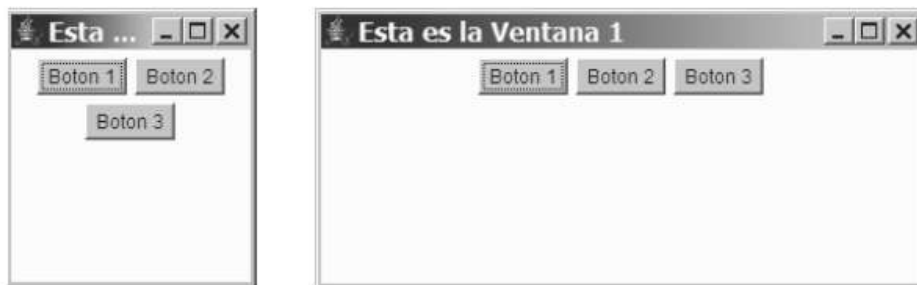 Esta ...
Boton 1 Boton 2
Boton 3
Esta es la Ventana 1
Boton 1 Boton 2 Boton 3